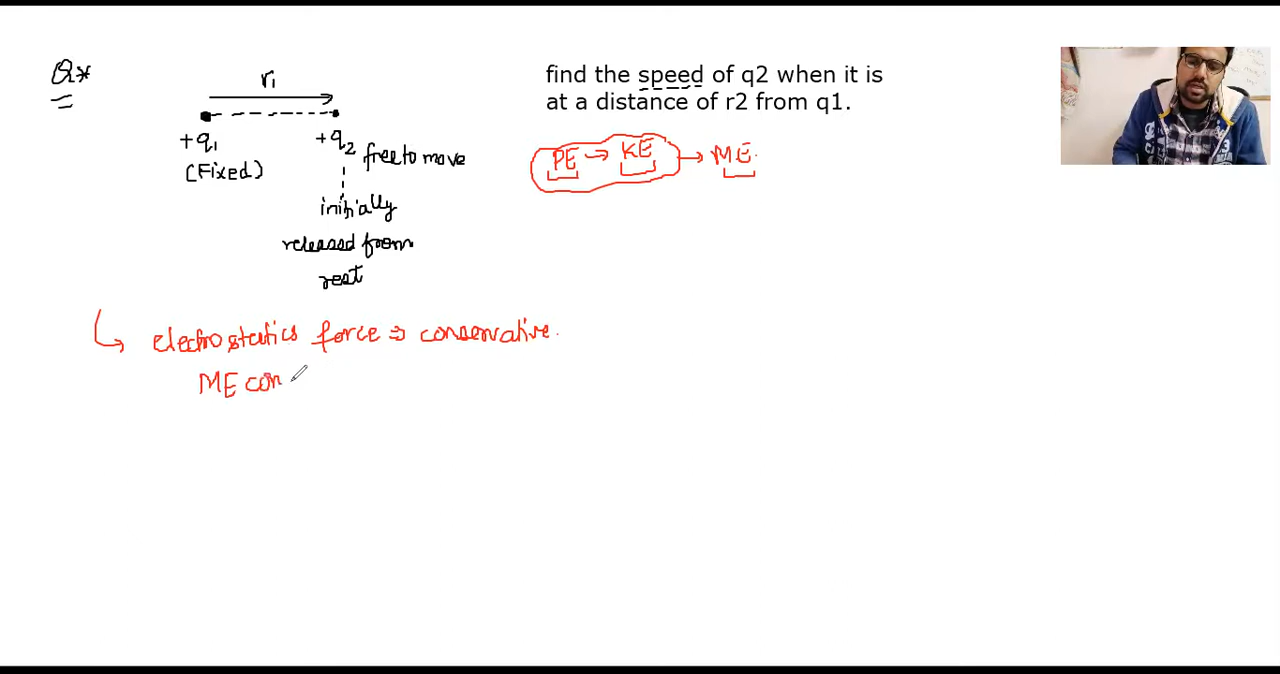 Q*
r1
+q1
(Fixed)
+q2 free to move
initially
released from
rest
find the speed of q2 when it is
at a distance of r2 from q1.
PE → KE → ME.
electrostatics force ⇒ conservative.
ME con